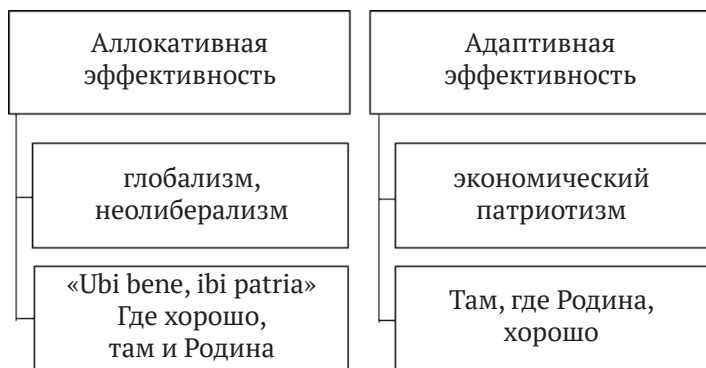 Аллокативная
эффективность
Адаптивная
эффективность
глобализм,
неолиберализм
экономический
патриотизм
«Ubi bene, ibi patria»
Где хорошо,
там и Родина
Там, где Родина,
хорошо